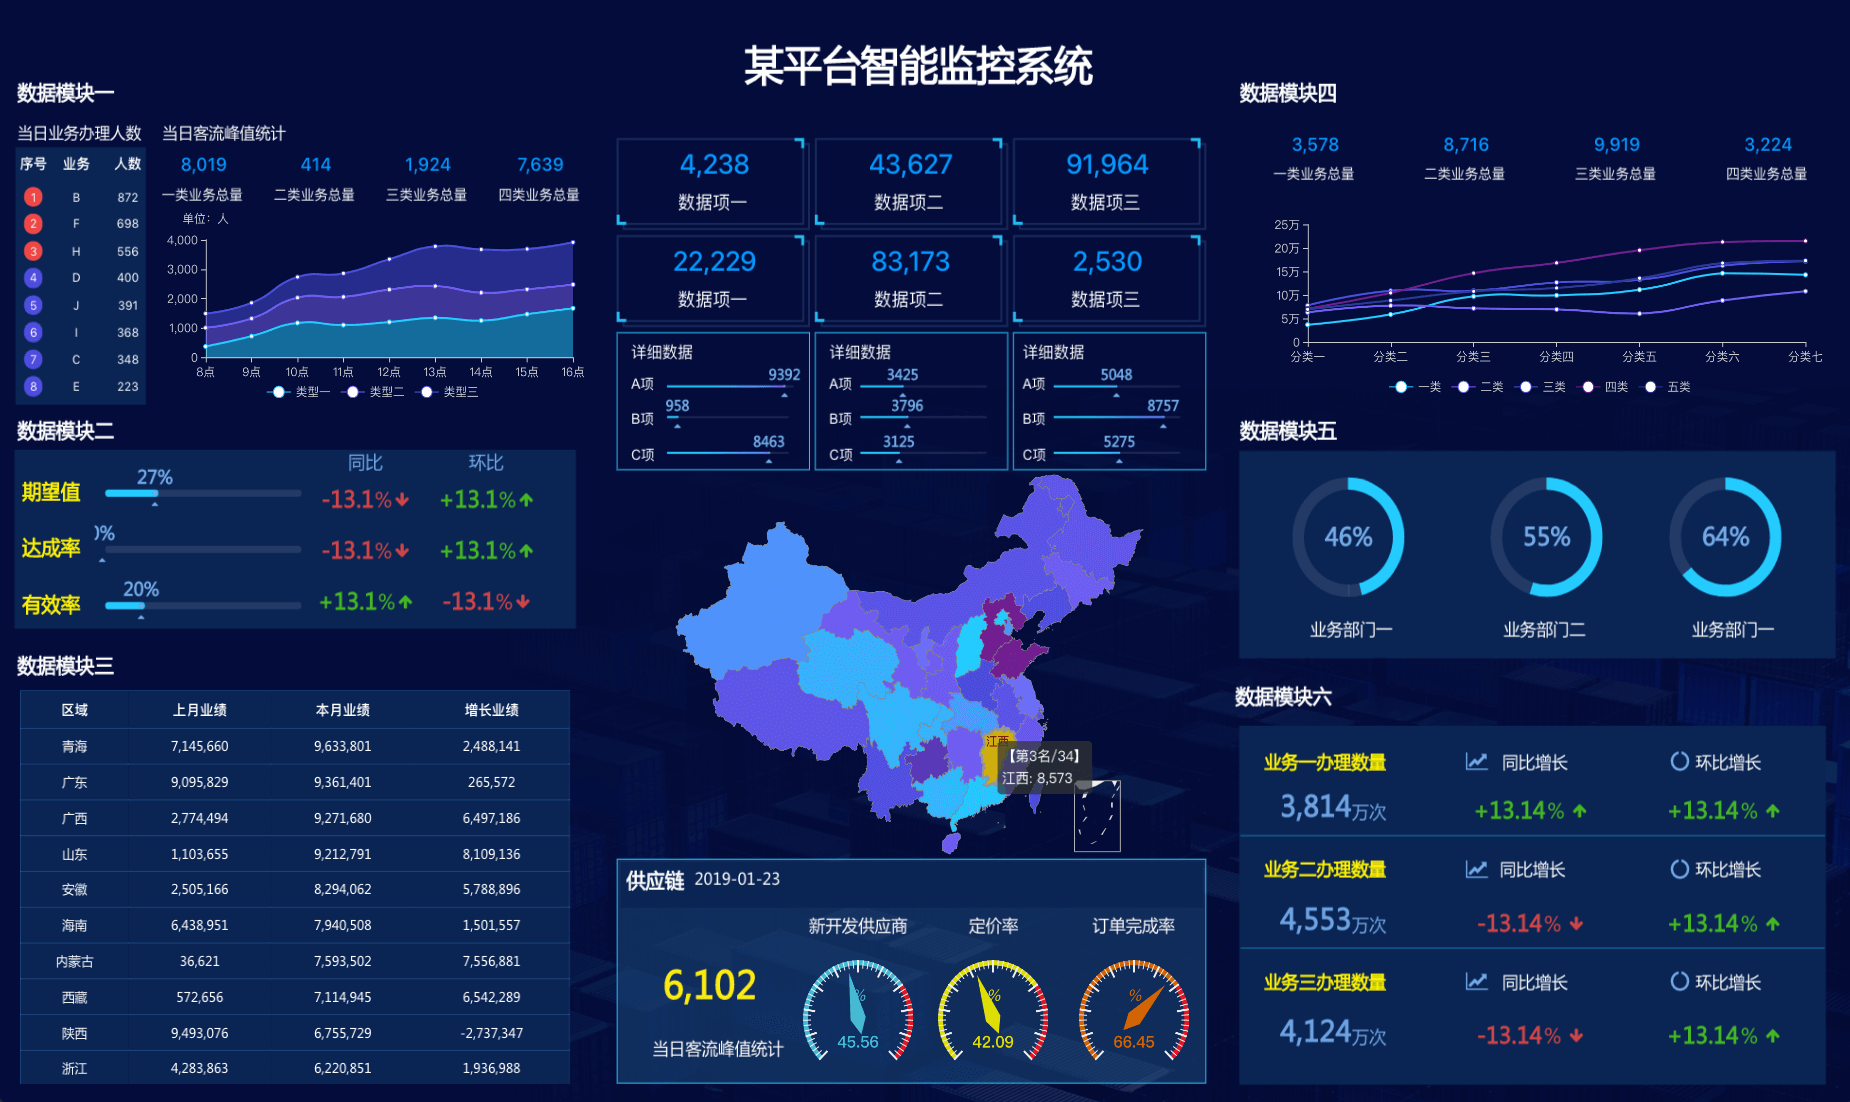 某平台智能监控系统
数据模块一
当日业务办理人数
序号 业务 人数
1 B 872
2 F 698
3 H 556
4 D 400
5 J 391
6 I 368
7 C 348
8 E 223
当日客流峰值统计
8,019 414 1,924 7,639
一类业务总量 二类业务总量 三类业务总量 四类业务总量
单位：人
4,000
3,000
2,000
1,000
0
8点 9点 10点 11点 12点 13点 14点 15点 16点
类型一 类型二 类型三
数据模块二
同比 环比
期望值 27% -13.1% +13.1%
达成率 0% -13.1% +13.1%
有效率 20% +13.1% -13.1%
数据模块三
区域 上月业绩 本月业绩 增长业绩
青海 7,145,660 9,633,801 2,488,141
广东 9,095,829 9,361,401 265,572
广西 2,774,494 9,271,680 6,497,186
山东 1,103,655 9,212,791 8,109,136
安徽 2,505,166 8,294,062 5,788,896
海南 6,438,951 7,940,508 1,501,557
内蒙古 36,621 7,593,502 7,556,881
西藏 572,656 7,114,945 6,542,289
陕西 9,493,076 6,755,729 -2,737,347
浙江 4,283,863 6,220,851 1,936,988
4,238 43,627 91,964
数据项一 数据项二 数据项三
22,229 83,173 2,530
数据项一 数据项二 数据项三
详细数据
A项 9392
B项 958
C项 8463
详细数据
A项 3425
B项 3796
C项 3125
详细数据
A项 5048
B项 8757
C项 5275
江西
【第3名/34】
江西: 8,573
供应链 2019-01-23
6,102
当日客流峰值统计
新开发供应商 定价率 订单完成率
% % %
45.56 42.09 66.45
数据模块四
3,578 8,716 9,919 3,224
一类业务总量 二类业务总量 三类业务总量 四类业务总量
25万
20万
15万
10万
5万
0
分类一 分类二 分类三 分类四 分类五 分类六 分类七
一类 二类 三类 四类 五类
数据模块五
46% 55% 64%
业务部门一 业务部门二 业务部门一
数据模块六
业务一办理数量 同比增长 环比增长
3,814万次 +13.14% +13.14%
业务二办理数量 同比增长 环比增长
4,553万次 -13.14% +13.14%
业务三办理数量 同比增长 环比增长
4,124万次 -13.14% +13.14%